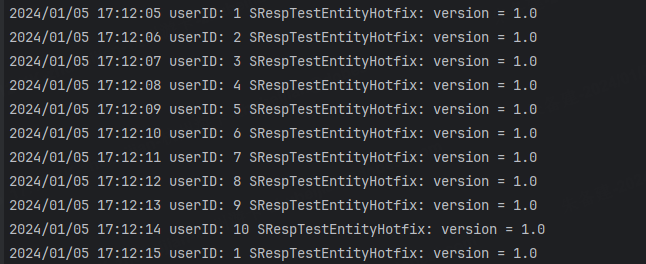 2024/01/05 17:12:05 userID: 1 SRespTestEntityHotfix: version = 1.0
2024/01/05 17:12:06 userID: 2 SRespTestEntityHotfix: version = 1.0
2024/01/05 17:12:07 userID: 3 SRespTestEntityHotfix: version = 1.0
2024/01/05 17:12:08 userID: 4 SRespTestEntityHotfix: version = 1.0
2024/01/05 17:12:09 userID: 5 SRespTestEntityHotfix: version = 1.0
2024/01/05 17:12:10 userID: 6 SRespTestEntityHotfix: version = 1.0
2024/01/05 17:12:11 userID: 7 SRespTestEntityHotfix: version = 1.0
2024/01/05 17:12:12 userID: 8 SRespTestEntityHotfix: version = 1.0
2024/01/05 17:12:13 userID: 9 SRespTestEntityHotfix: version = 1.0
2024/01/05 17:12:14 userID: 10 SRespTestEntityHotfix: version = 1.0
2024/01/05 17:12:15 userID: 1 SRespTestEntityHotfix: version = 1.0